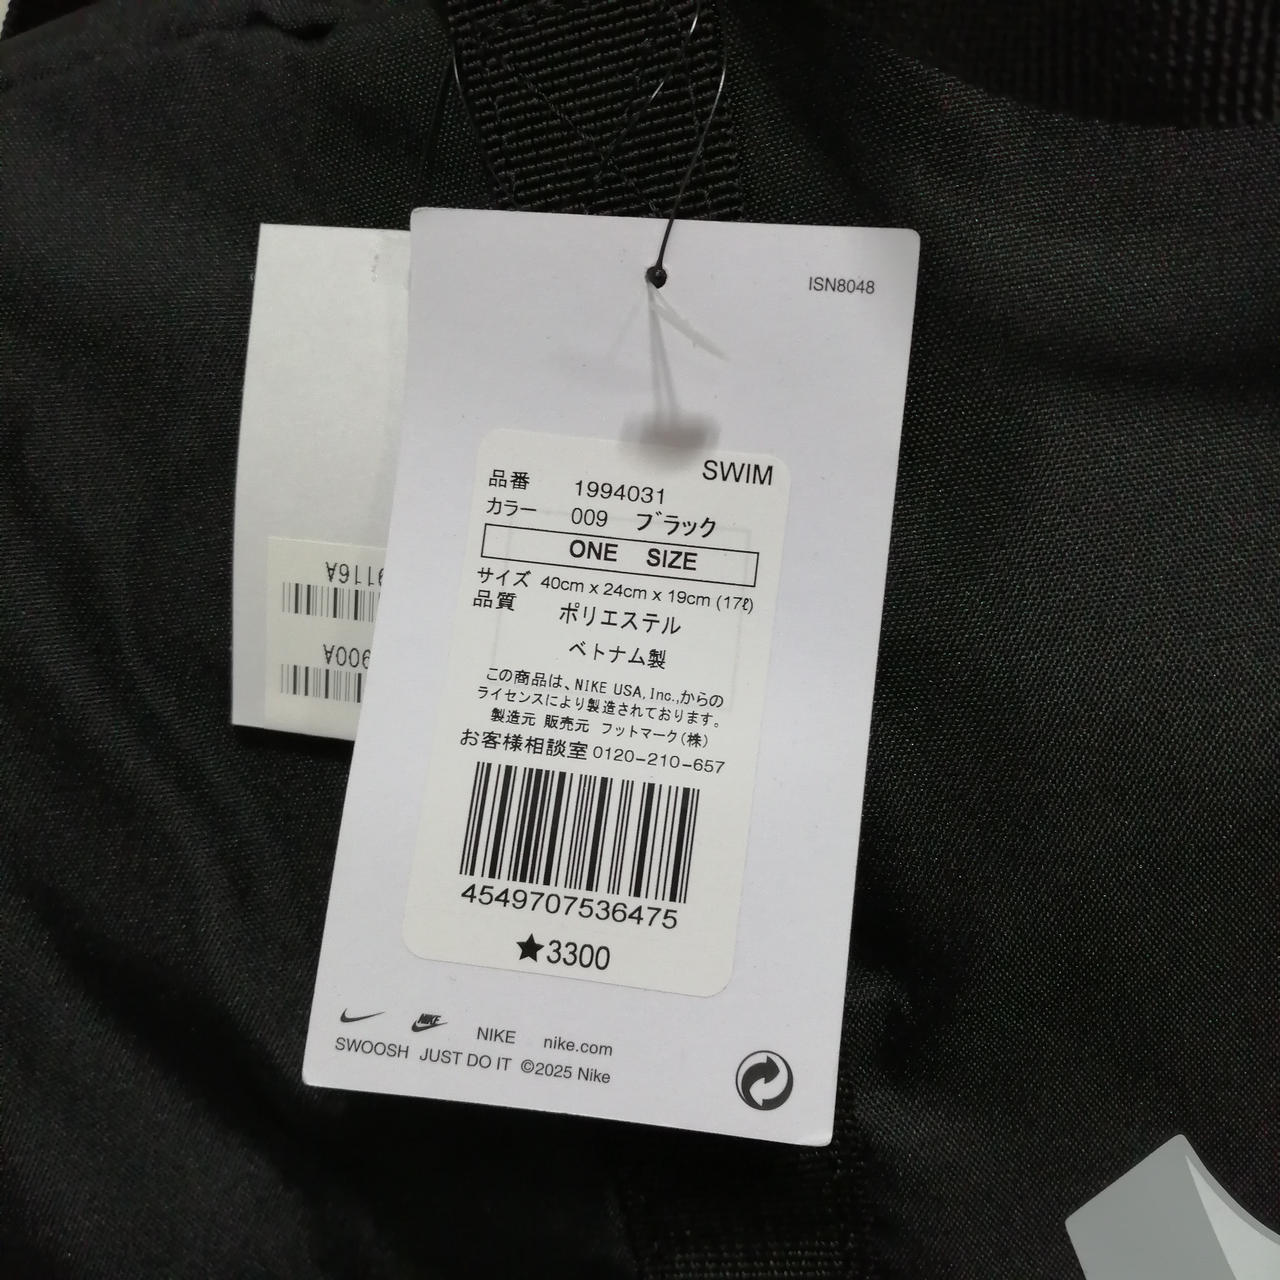 ISN8048
SWIM
品番 1994031
カラー 009 ブラック
ONE SIZE
サイズ 40cm x 24cm x 19cm (17ℓ)
品質 ポリエステル
ベトナム製
この商品は、NIKE USA, Inc.,からの
ライセンスにより製造されております。
製造元 販売元 フットマーク(株)
お客様相談室 0120-210-657
4549707536475
★3300
NIKE
NIKE nike.com
SWOOSH JUST DO IT ©2025 Nike
900A
9116A